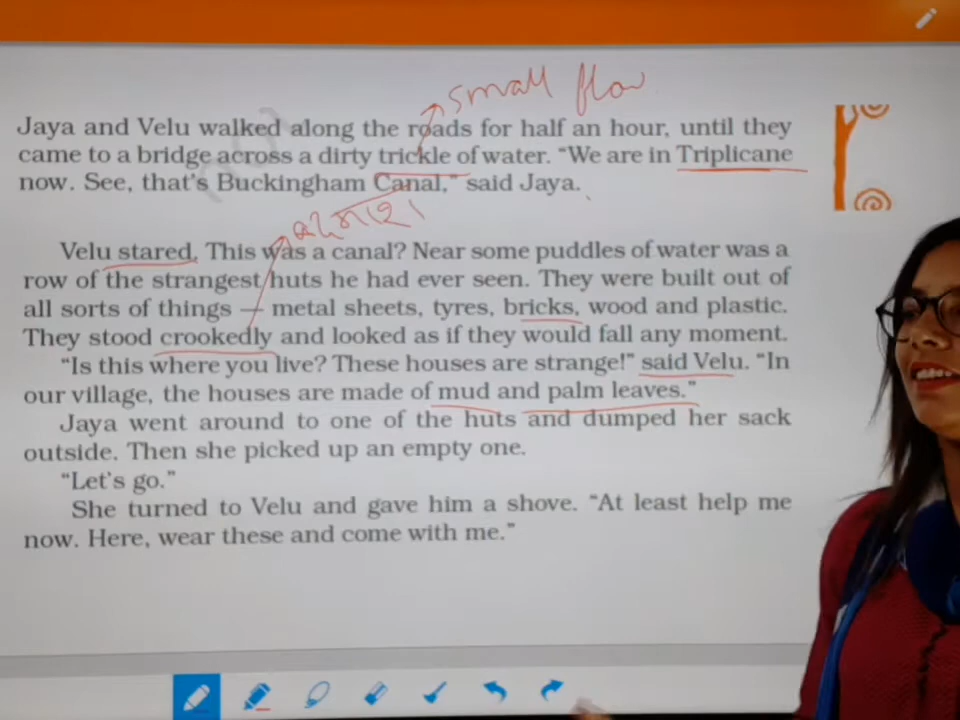 small flow
Jaya and Velu walked along the roads for half an hour, until they
came to a bridge across a dirty trickle of water. “We are in Triplicane
now. See, that's Buckingham Canal,” said Jaya.
Velu stared. This was a canal? Near some puddles of water was a
row of the strangest huts he had ever seen. They were built out of
all sorts of things — metal sheets, tyres, bricks, wood and plastic.
They stood crookedly and looked as if they would fall any moment.
“Is this where you live? These houses are strange!” said Velu. “In
our village, the houses are made of mud and palm leaves.”
Jaya went around to one of the huts and dumped her sack
outside. Then she picked up an empty one.
“Let's go.”
She turned to Velu and gave him a shove. “At least help me
now. Here, wear these and come with me.”